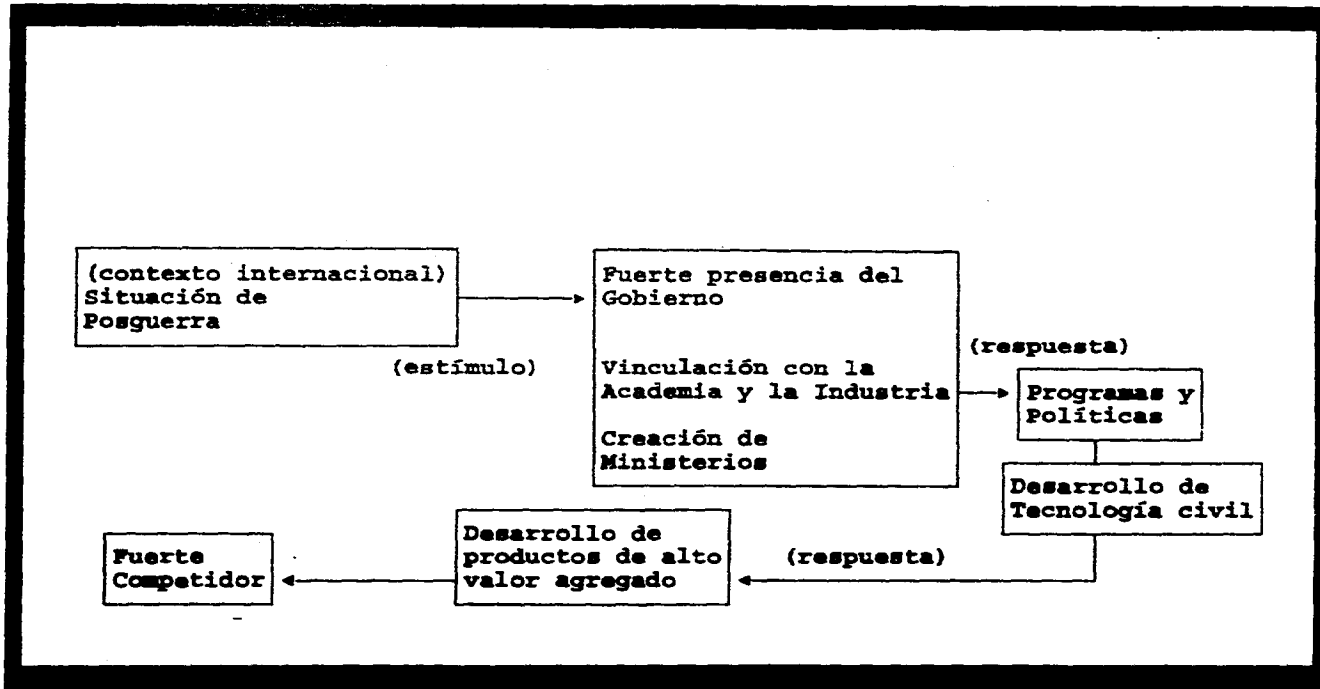 (contexto internacional)
Situación de
Posguerra
(estímulo)
Fuerte presencia del
Gobierno
Vinculación con la
Academia y la Industria
Creación de
Ministerios
(respuesta)
Programas y
Políticas
Desarrollo de
Tecnología civil
(respuesta)
Desarrollo de
productos de alto
valor agregado
Fuerte
Competidor